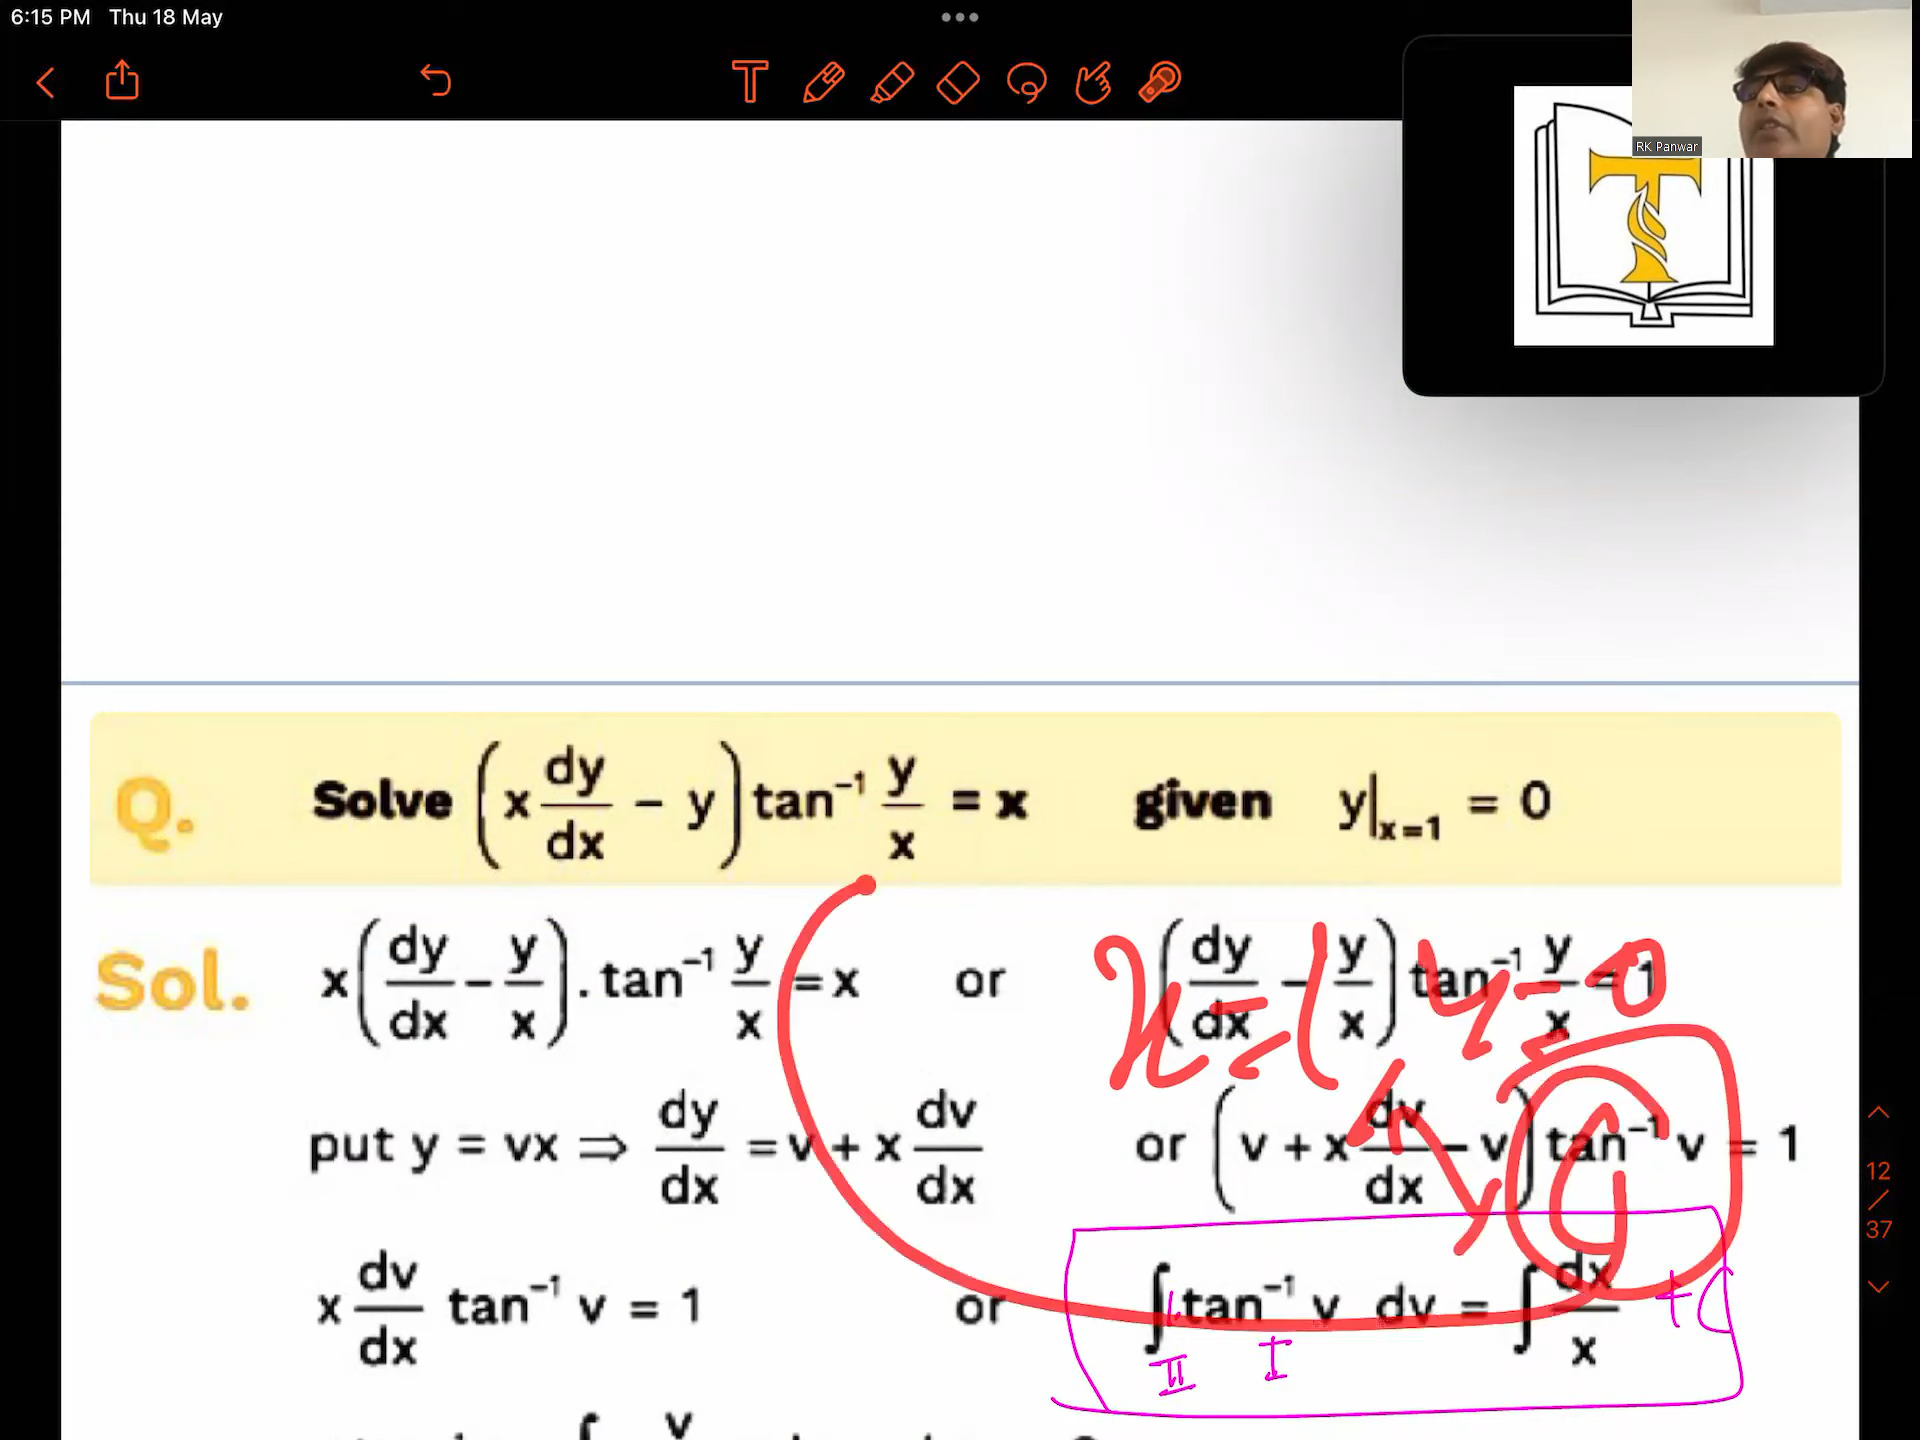 6:15 PM Thu 18 May
RK Panwar
Q. Solve (x dy/dx − y) tan⁻¹ y/x = x given y|ₓ₌₁ = 0
Sol. x(dy/dx − y/x) . tan⁻¹ y/x = x or (dy/dx − y/x) tan⁻¹ y/x = 1
x = 1 y = 0
put y = vx ⇒ dy/dx = v + x dv/dx or (v + x dv/dx − v) tan⁻¹ v = 1
x dv/dx tan⁻¹ v = 1 or ∫ tan⁻¹ v dv = ∫ dx/x + C
II I
12
/
37